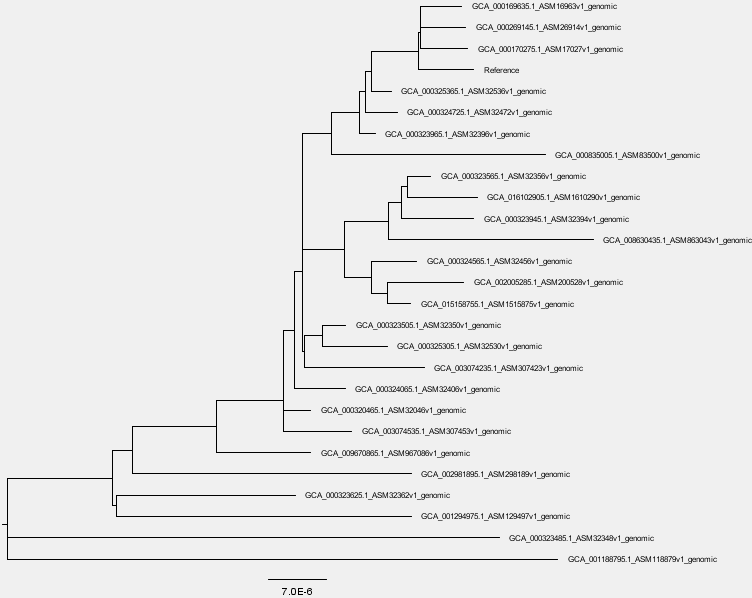 GCA_000169635.1_ASM16963v1_genomic
GCA_000269145.1_ASM26914v1_genomic
GCA_000170275.1_ASM17027v1_genomic
Reference
GCA_000325365.1_ASM32536v1_genomic
GCA_000324725.1_ASM32472v1_genomic
GCA_000323965.1_ASM32396v1_genomic
GCA_000835005.1_ASM83500v1_genomic
GCA_000323565.1_ASM32356v1_genomic
GCA_016102905.1_ASM1610290v1_genomic
GCA_000323945.1_ASM32394v1_genomic
GCA_008630435.1_ASM863043v1_genomic
GCA_000324565.1_ASM32456v1_genomic
GCA_002005285.1_ASM200528v1_genomic
GCA_015158755.1_ASM1515875v1_genomic
GCA_000323505.1_ASM32350v1_genomic
GCA_000325305.1_ASM32530v1_genomic
GCA_003074235.1_ASM307423v1_genomic
GCA_000324065.1_ASM32406v1_genomic
GCA_000320465.1_ASM32046v1_genomic
GCA_003074535.1_ASM307453v1_genomic
GCA_009670865.1_ASM967086v1_genomic
GCA_002981895.1_ASM298189v1_genomic
GCA_000323625.1_ASM32362v1_genomic
GCA_001294975.1_ASM129497v1_genomic
GCA_000323485.1_ASM32348v1_genomic
GCA_001188795.1_ASM118879v1_genomic
7.0E-6